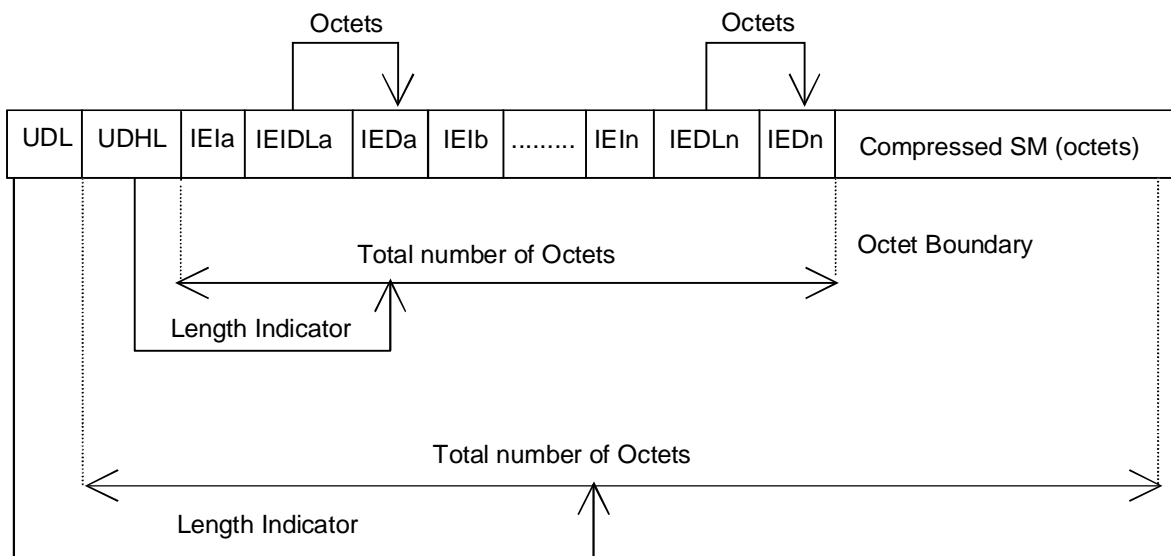 Octets Octets
UDL UDHL IEIa IEIDLa IEDa IEIb ......... IEIn IEDLn IEDn Compressed SM (octets)
Octet Boundary
Total number of Octets
Length Indicator
Total number of Octets
Length Indicator